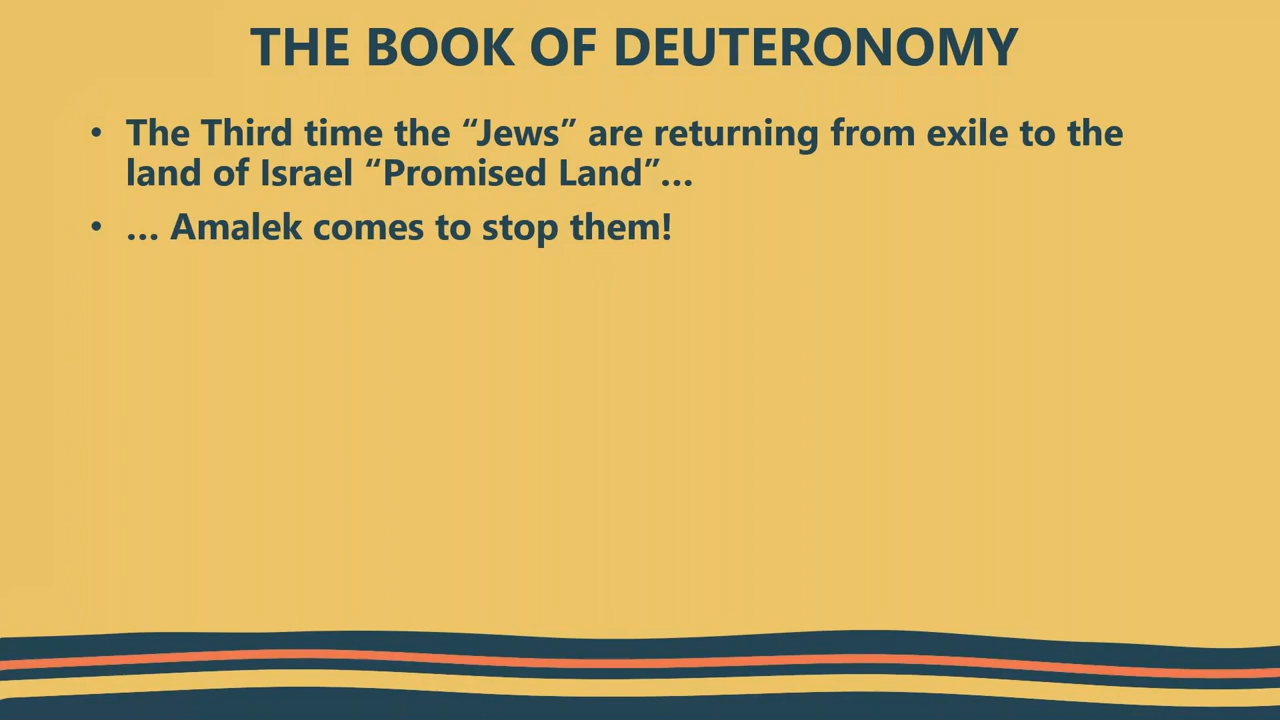 THE BOOK OF DEUTERONOMY
• The Third time the “Jews” are returning from exile to the
land of Israel “Promised Land”…
• … Amalek comes to stop them!